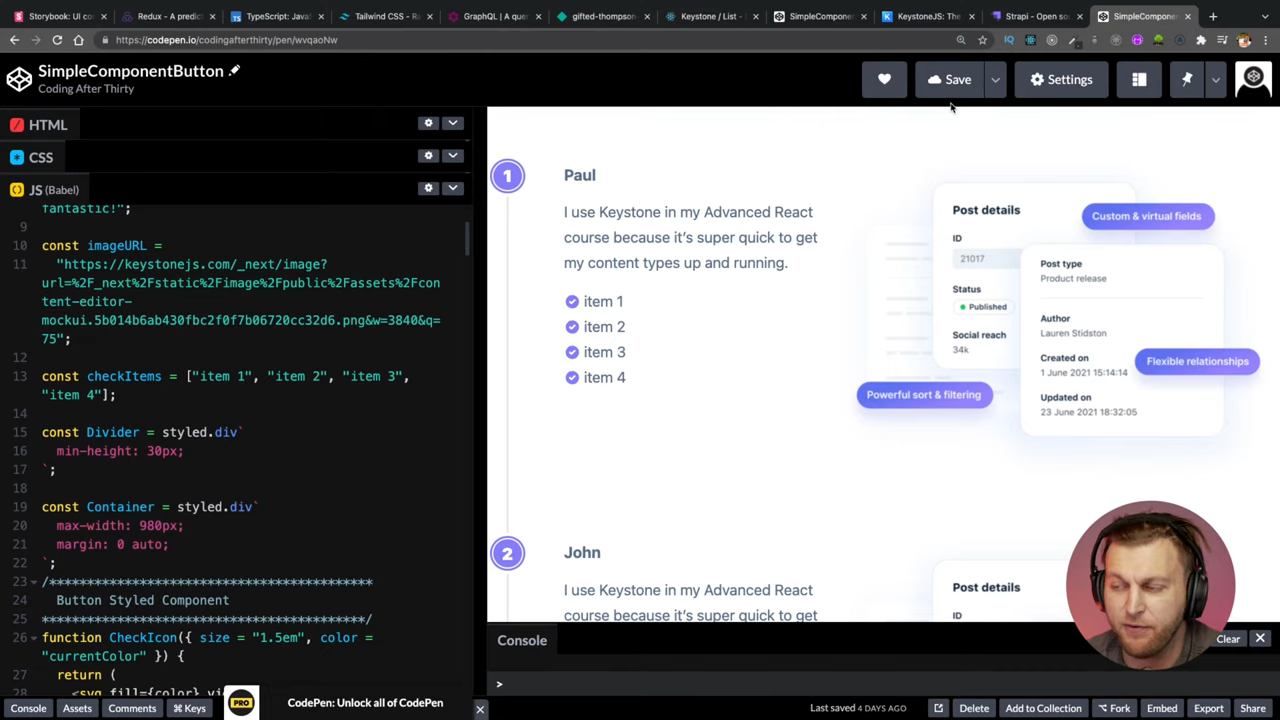 Storybook: UI co
Redux - A predic
TypeScript: Java
Tailwind CSS - Ra
GraphQL | A que
gifted-thompson
Keystone / List -
SimpleComponen
KeystoneJS: The
Strapi - Open so
SimpleComponen
https://codepen.io/codingafterthirty/pen/wvqaoNw
SimpleComponentButton
Coding After Thirty
Save
Settings
HTML
CSS
JS (Babel)
fantastic!";
9
10 const imageURL =
11 "https://keystonejs.com/_next/image?
url=%2F_next%2Fstatic%2Fimage%2Fpublic%2Fassets%2Fcon
tent-editor-
mockui.5b014b6ab430fbc2f0f7b06720cc32d6.png&w=3840&q=
75";
12
13 const checkItems = ["item 1", "item 2", "item 3",
"item 4"];
14
15 const Divider = styled.div`
16 min-height: 30px;
17 `;
18
19 const Container = styled.div`
20 max-width: 980px;
21 margin: 0 auto;
22 `;
23 /*******************************************
24 Button Styled Component
25 *******************************************/
26 function CheckIcon({ size = "1.5em", color =
"currentColor" }) {
27 return (
28 <svg fill={color}
1
Paul
I use Keystone in my Advanced React
course because it's super quick to get
my content types up and running.
item 1
item 2
item 3
item 4
Post details
ID
21017
Status
Published
Social reach
34k
Custom & virtual fields
Post type
Product release
Author
Lauren Stidston
Created on
1 June 2021 15:14:14
Flexible relationships
Updated on
23 June 2021 18:32:05
Powerful sort & filtering
2
John
I use Keystone in my Advanced React
course because it's super quick to get
Post details
ID
Console
Clear
>
Console
Assets
Comments
⌘ Keys
PRO
CodePen: Unlock all of CodePen
Last saved 4 DAYS AGO
Delete
Add to Collection
Fork
Embed
Export
Share